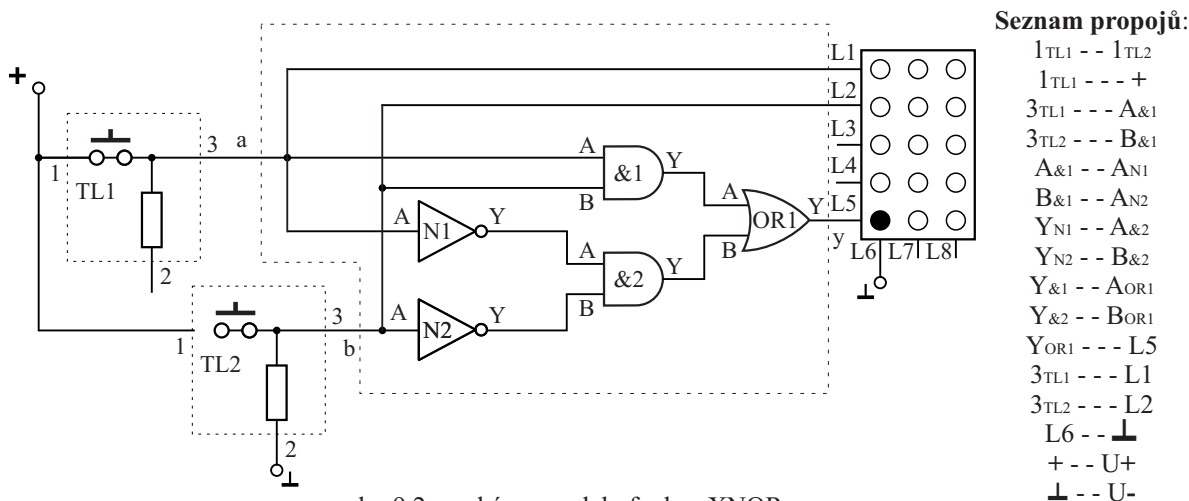 Seznam propojů:
1TL1 - - 1TL2
1TL1 - - - +
3TL1 - - - A&1
3TL2 - - - B&1
A&1 - - AN1
B&1 - - AN2
YN1 - - A&2
YN2 - - B&2
Y&1 - - AOR1
Y&2 - - BOR1
YOR1 - - - L5
3TL1 - - - L1
3TL2 - - - L2
L6 - - ⊥
+ - - U+
⊥ - - U-
+
1
TL1
3
a
2
1
TL2
3
b
2
A
B
&1
Y
A
N1
Y
A
B
&2
Y
A
N2
Y
A
B
OR1
Y
y
L1
L2
L3
L4
L5
L6
L7
L8